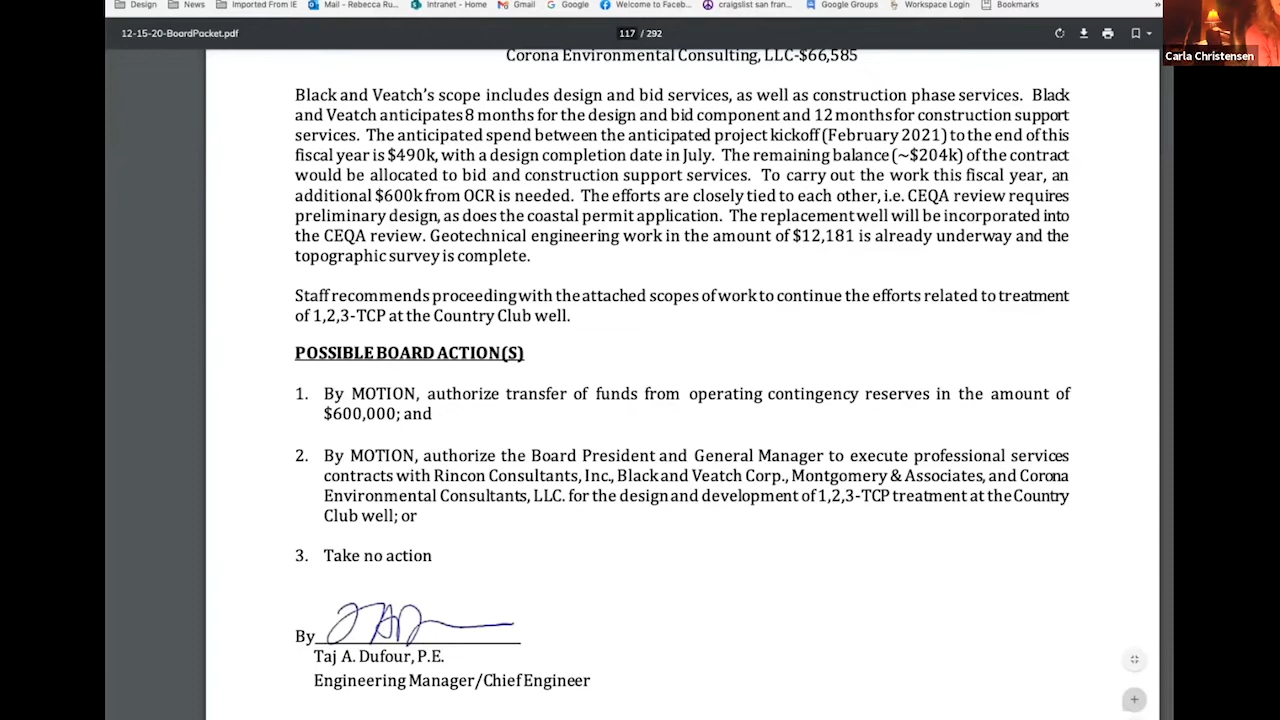 Design News Imported From IE Mail - Rebecca Ru... Intranet - Home Gmail Google Welcome to Faceb... craigslist san fran... Google Groups Workspace Login Bookmarks »
12-15-20-BoardPacket.pdf 117 / 292
Carla Christensen
Corona Environmental Consulting, LLC-$66,585
Black and Veatch's scope includes design and bid services, as well as construction phase services. Black
and Veatch anticipates 8 months for the design and bid component and 12 months for construction support
services. The anticipated spend between the anticipated project kickoff (February 2021) to the end of this
fiscal year is $490k, with a design completion date in July. The remaining balance (~$204k) of the contract
would be allocated to bid and construction support services. To carry out the work this fiscal year, an
additional $600k from OCR is needed. The efforts are closely tied to each other, i.e. CEQA review requires
preliminary design, as does the coastal permit application. The replacement well will be incorporated into
the CEQA review. Geotechnical engineering work in the amount of $12,181 is already underway and the
topographic survey is complete.
Staff recommends proceeding with the attached scopes of work to continue the efforts related to treatment
of 1,2,3-TCP at the Country Club well.
POSSIBLE BOARD ACTION(S)
1. By MOTION, authorize transfer of funds from operating contingency reserves in the amount of
$600,000; and
2. By MOTION, authorize the Board President and General Manager to execute professional services
contracts with Rincon Consultants, Inc., Black and Veatch Corp., Montgomery & Associates, and Corona
Environmental Consultants, LLC. for the design and development of 1,2,3-TCP treatment at the Country
Club well; or
3. Take no action
By
Taj A. Dufour, P.E.
Engineering Manager/Chief Engineer